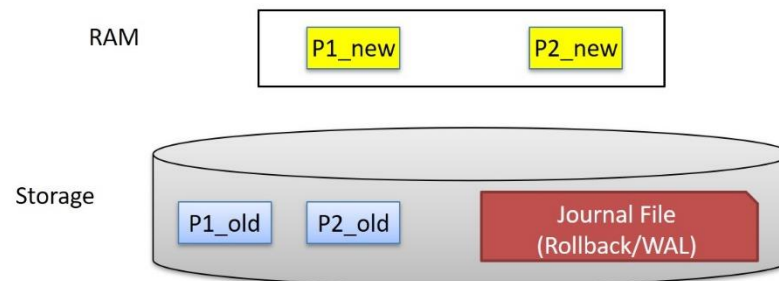 RAM
P1_new
P2_new
Storage
P1_old
P2_old
Journal File
(Rollback/WAL)